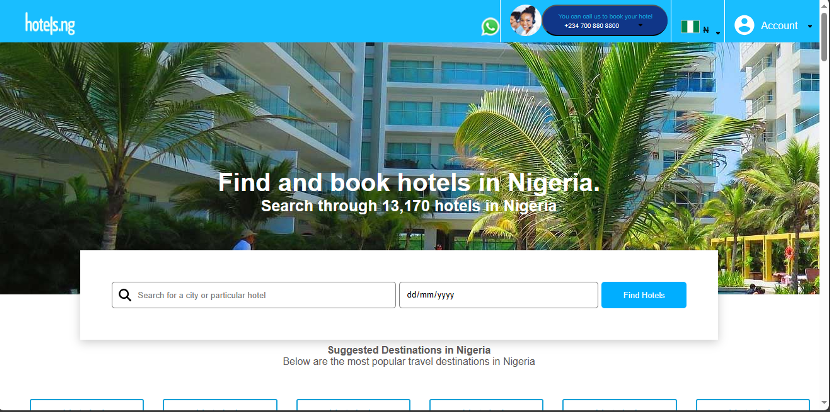 hotels.ng
You can call us to book your hotel
+234 700 880 8800
₦
Account
Find and book hotels in Nigeria.
Search through 13,170 hotels in Nigeria
Search for a city or particular hotel
dd/mm/yyyy
Find Hotels
Suggested Destinations in Nigeria
Below are the most popular travel destinations in Nigeria